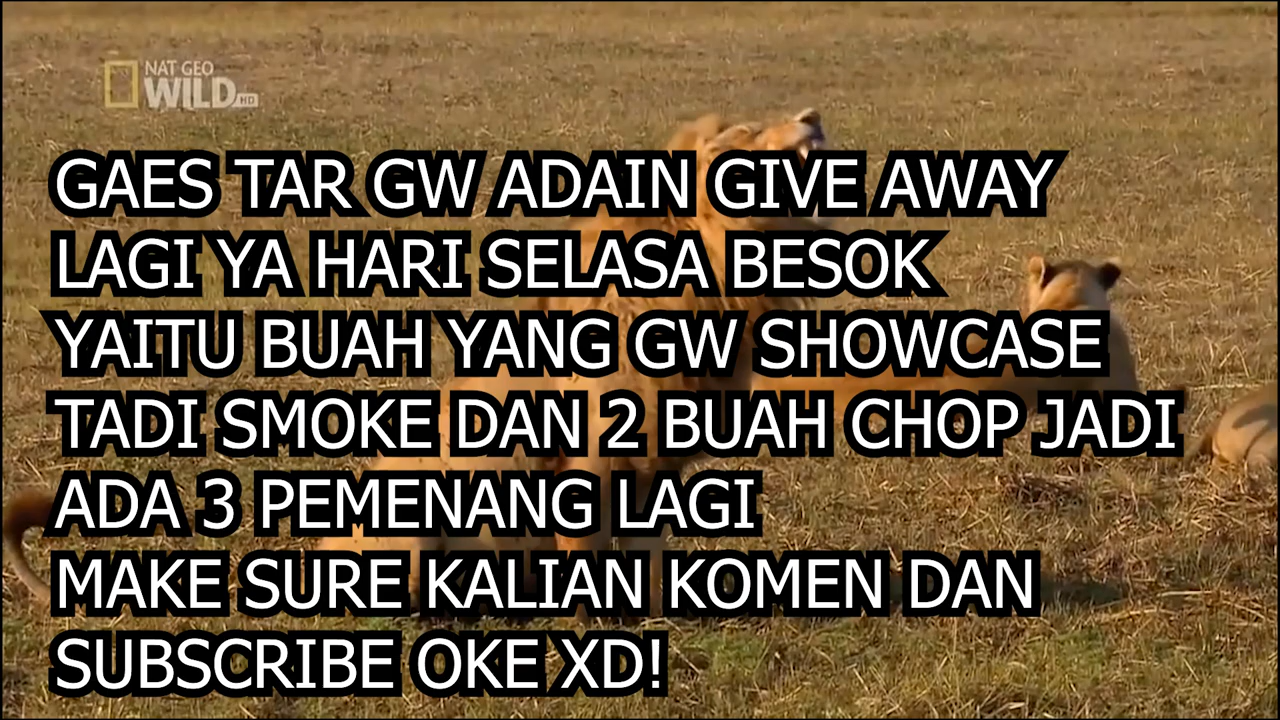 NAT GEO
WILD HD
GAES TAR GW ADAIN GIVE AWAY
LAGI YA HARI SELASA BESOK
YAITU BUAH YANG GW SHOWCASE
TADI SMOKE DAN 2 BUAH CHOP JADI
ADA 3 PEMENANG LAGI
MAKE SURE KALIAN KOMEN DAN
SUBSCRIBE OKE XD!